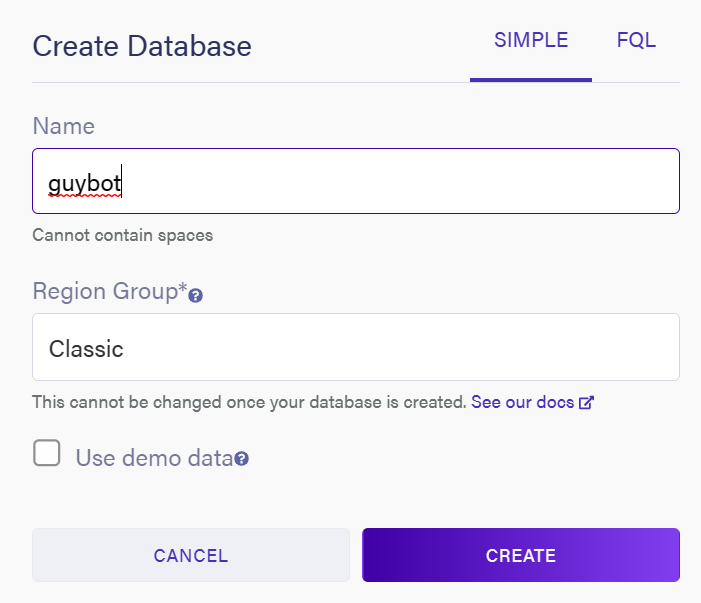 Create Database
SIMPLE
FQL
Name
guybot
Cannot contain spaces
Region Group*?
Classic
This cannot be changed once your database is created. See our docs
Use demo data?
CANCEL
CREATE